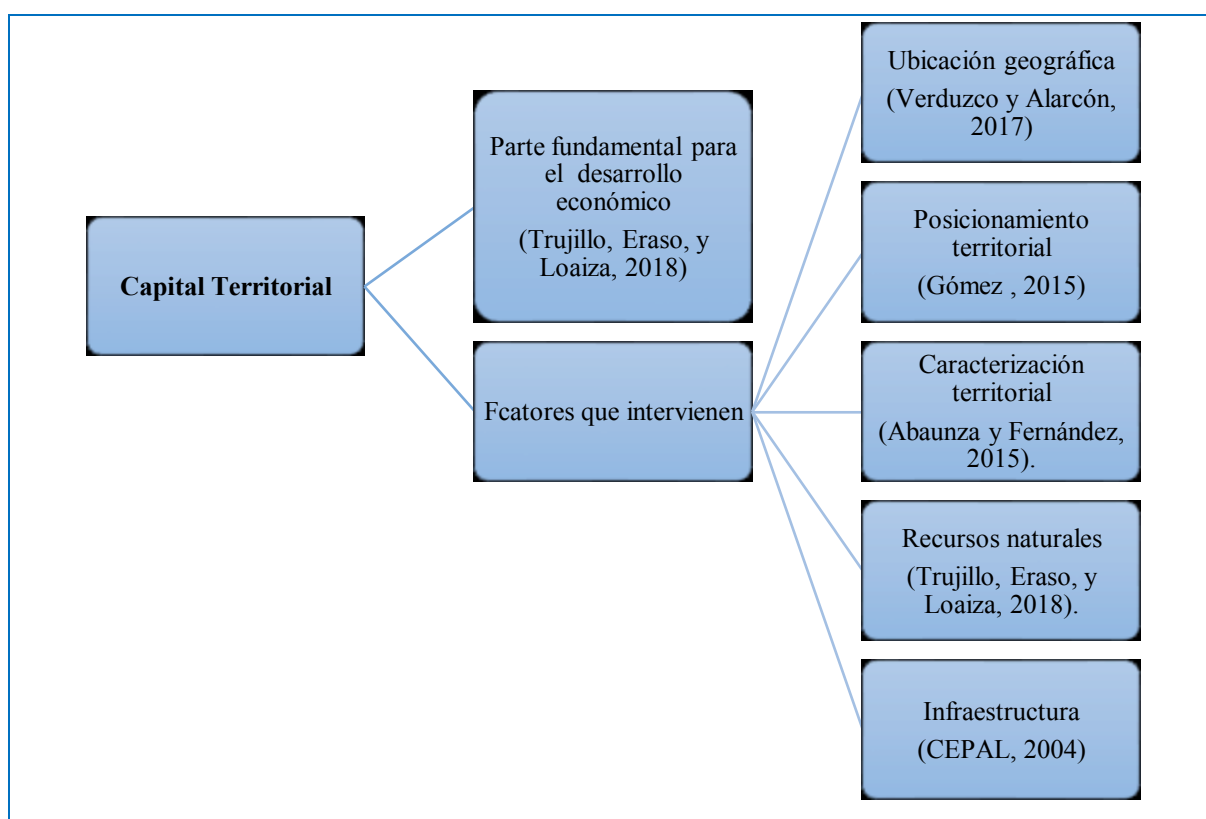 Capital Territorial
Parte fundamental para
el desarrollo
económico
(Trujillo, Eraso, y
Loaiza, 2018)
Fcatores que intervienen
Ubicación geográfica
(Verduzco y Alarcón,
2017)
Posicionamiento
territorial
(Gómez , 2015)
Caracterización
territorial
(Abaunza y Fernández,
2015).
Recursos naturales
(Trujillo, Eraso, y
Loaiza, 2018).
Infraestructura
(CEPAL, 2004)